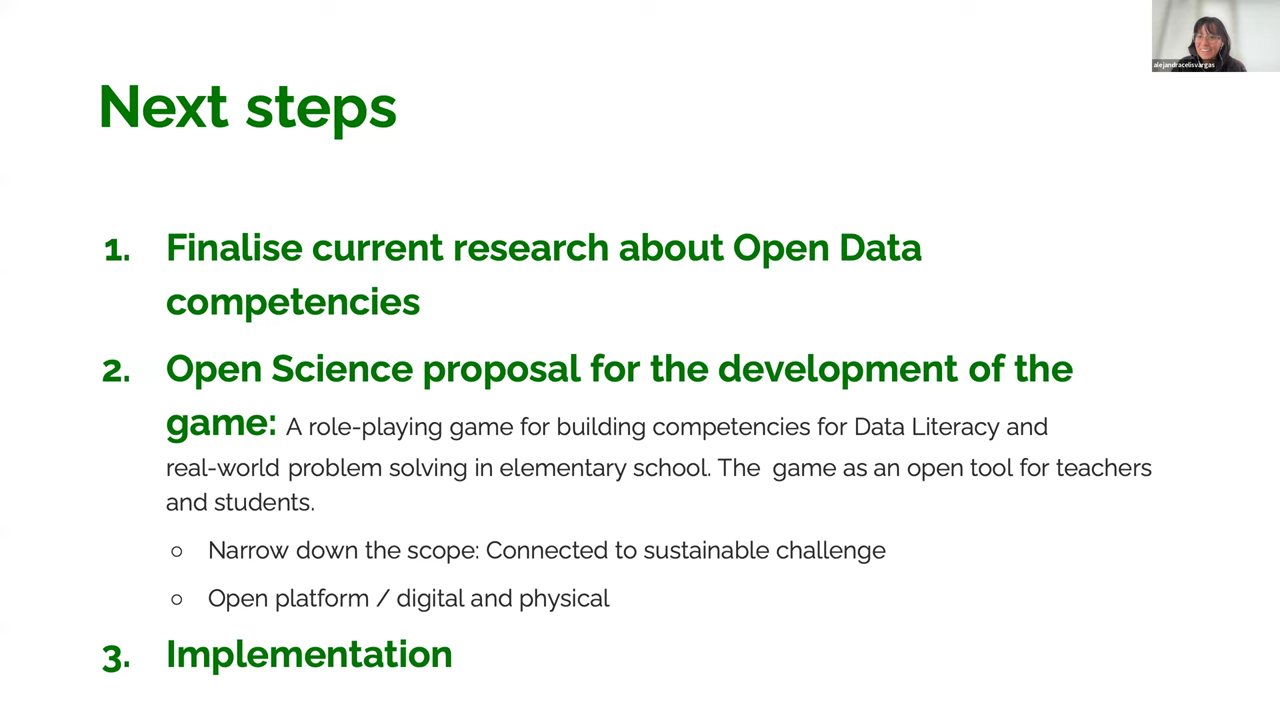 alejandracelisvargas
Next steps
1. Finalise current research about Open Data
competencies
2. Open Science proposal for the development of the
game: A role-playing game for building competencies for Data Literacy and
real-world problem solving in elementary school. The  game as an open tool for teachers
and students.
○ Narrow down the scope: Connected to sustainable challenge
○ Open platform / digital and physical
3. Implementation